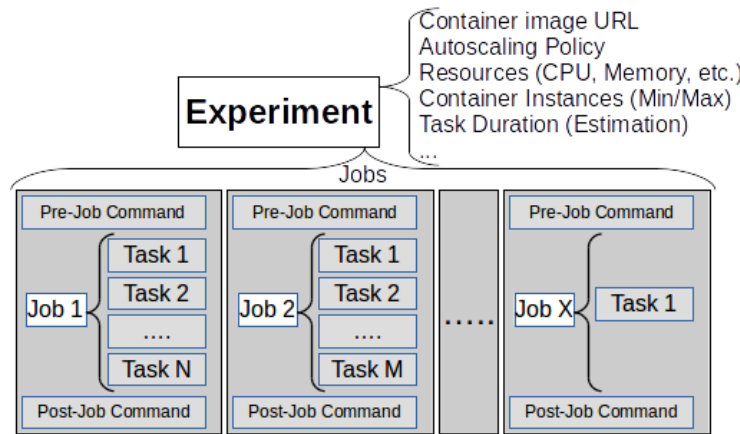 Container image URL
Autoscaling Policy
Resources (CPU, Memory, etc.)
Container Instances (Min/Max)
Task Duration (Estimation)
...
Experiment
Jobs
Pre-Job Command
Job 1
Task 1
Task 2
....
Task N
Post-Job Command
Pre-Job Command
Job 2
Task 1
Task 2
....
Task M
Post-Job Command
.....
Pre-Job Command
Job X
Task 1
Post-Job Command